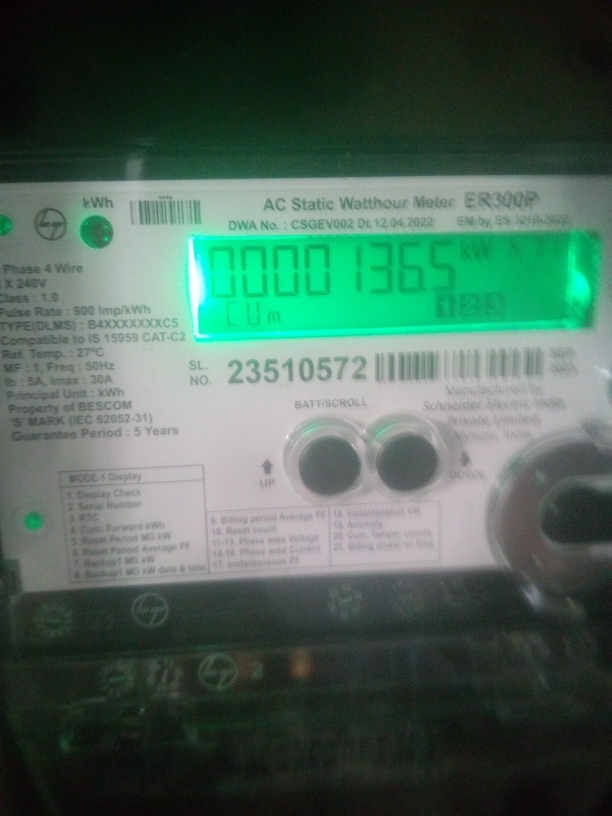 kWh
AC Static Watthour Meter ER300P
DWA No. : CSGEV002 Dt. 12.04.2022
Phase 4 Wire
X 240V
Class : 1.0
Pulse Rate : 900 Imp/kWh
TYPE(DLMS) : B4XXXXXXXC5
Compatible to IS 15959 CAT-C2
Ref. Temp. : 27°C
MF : 1, Freq : 50Hz
Ib : 5A, Imax : 30A
Principal Unit : kWh
Property of BESCOM
'S' MARK (IEC 62052-31)
Guarantee Period : 5 Years
00001365 kW
CUm
123
SL. NO. 23510572
Manufactured by
Schneider Electric India
Private Limited
BATT/SCROLL
UP
DOWN
MODE-1 Display
1. Display Check
2. Serial Number
3. RTC
4. Cum. Forward kWh
5. Reset Period MD kW
6. Reset Period Average PF
7. Backup1 MD kW
8. Backup1 MD kW date & time
9. Billing period Average PF
10. Reset count
11-13. Phase wise Voltage
14-16. Phase wise Current
17. Instantaneous PF
18. Instantaneous kW
19. Anomaly
20. Cum. Tamper counts
21. Billing power on time